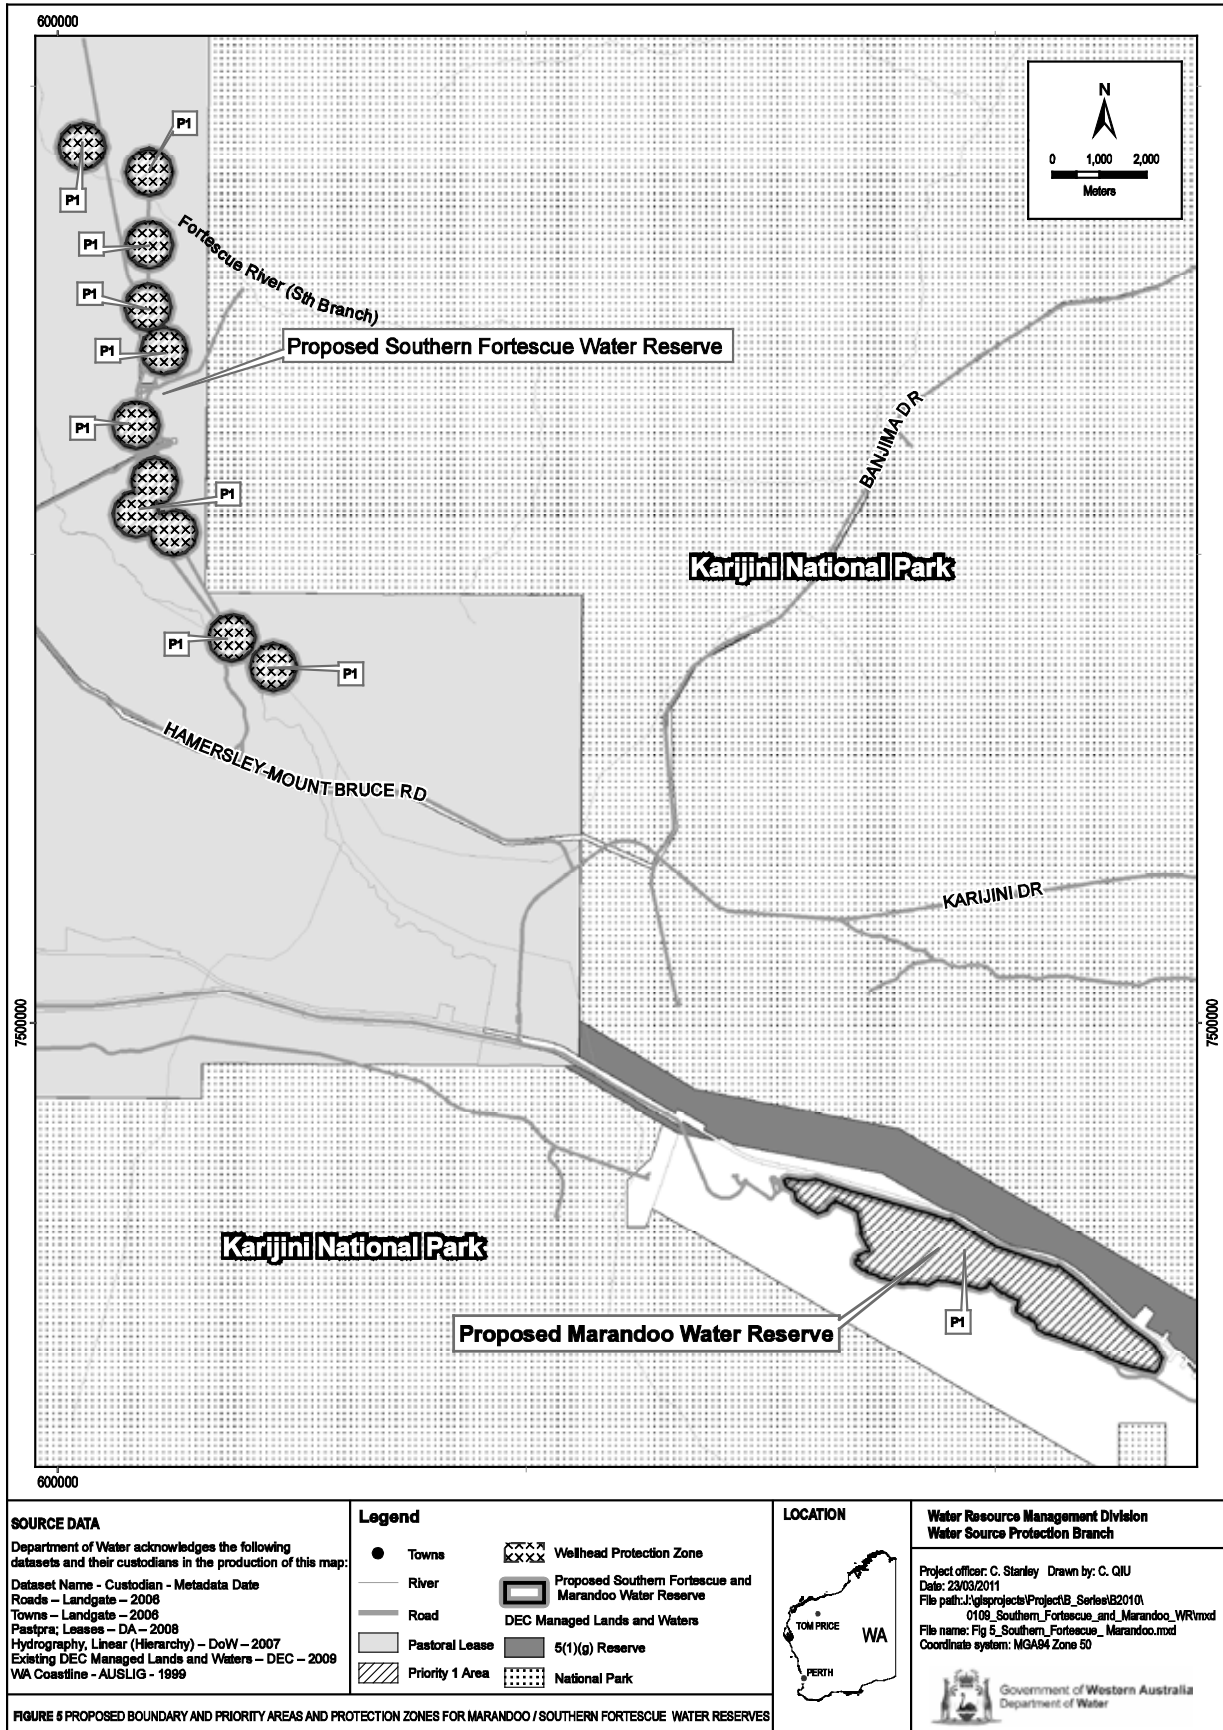 600000
P1
P1
P1
P1
P1
P1
P1
P1
P1
Fortescue River (Sth Branch)
Proposed Southern Fortescue Water Reserve
N
0 1,000 2,000
Meters
BANJIMA DR
Karijini National Park
HAMERSLEY-MOUNT BRUCE RD
KARIJINI DR
7500000
7500000
Karijini National Park
Proposed Marandoo Water Reserve
P1
600000
SOURCE DATA
Department of Water acknowledges the following
datasets and their custodians in the production of this map:
Dataset Name - Custodian - Metadata Date
Roads – Landgate – 2006
Towns – Landgate – 2006
Pastpra; Leases – DA – 2008
Hydrography, Linear (Hierarchy) – DoW – 2007
Existing DEC Managed Lands and Waters – DEC – 2009
WA Coastline - AUSLIG - 1999
Legend
Towns
River
Road
Pastoral Lease
Priority 1 Area
Wellhead Protection Zone
Proposed Southern Fortescue and
Marandoo Water Reserve
DEC Managed Lands and Waters
5(1)(g) Reserve
National Park
LOCATION
TOM PRICE
WA
PERTH
Water Resource Management Division
Water Source Protection Branch
Project officer: C. Stanley Drawn by: C. QIU
Date: 23/03/2011
File path:J:\gisprojects\Project\B_Series\B2010\
0109_Southern_Fortescue_and_Marandoo_WR\mxd
File name: Fig 5_Southern_Fortescue_ Marandoo.mxd
Coordinate system: MGA94 Zone 50
Government of Western Australia
Department of Water
FIGURE 5 PROPOSED BOUNDARY AND PRIORITY AREAS AND PROTECTION ZONES FOR MARANDOO / SOUTHERN FORTESCUE WATER RESERVES